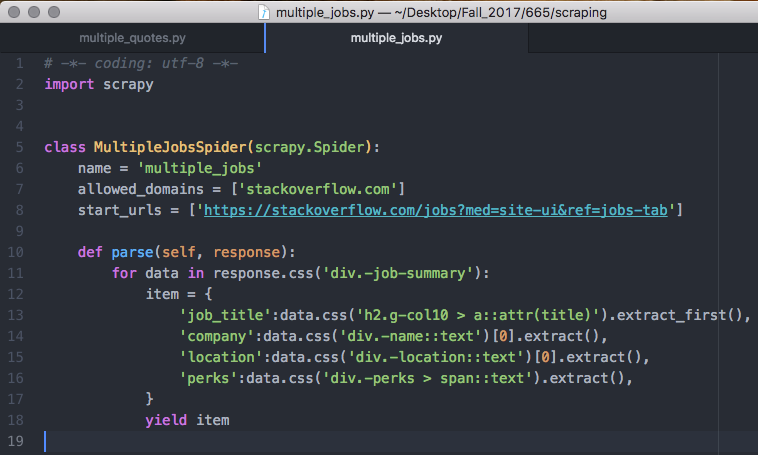 multiple_jobs.py — ~/Desktop/Fall_2017/665/scraping
multiple_quotes.py multiple_jobs.py
1 # -*- coding: utf-8 -*-
2 import scrapy
3
4
5 class MultipleJobsSpider(scrapy.Spider):
6     name = 'multiple_jobs'
7     allowed_domains = ['stackoverflow.com']
8     start_urls = ['https://stackoverflow.com/jobs?med=site-ui&ref=jobs-tab']
9
10     def parse(self, response):
11         for data in response.css('div.-job-summary'):
12             item = {
13                 'job_title':data.css('h2.g-col10 > a::attr(title)').extract_first(),
14                 'company':data.css('div.-name::text')[0].extract(),
15                 'location':data.css('div.-location::text')[0].extract(),
16                 'perks':data.css('div.-perks > span::text').extract(),
17             }
18             yield item
19